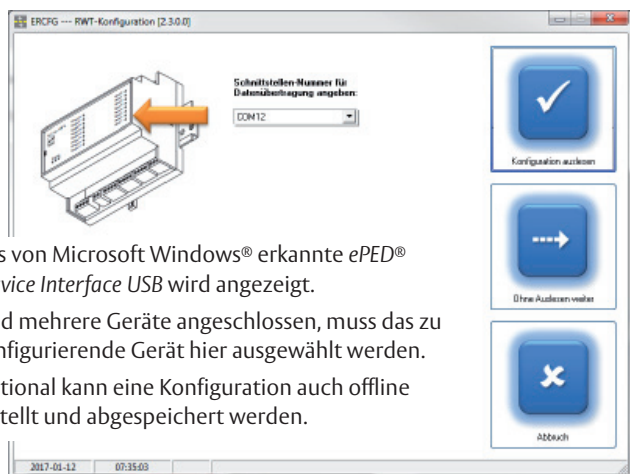 ERCFG --- RWT-Konfiguration [2.3.0.0]
Schnittstellen-Nummer für
Datenübertragung angeben:
COM12
Konfiguration auslesen
s von Microsoft Windows® erkannte ePED®
vice Interface USB wird angezeigt.
Ohne Auslesen weiter
d mehrere Geräte angeschlossen, muss das zu
nfigurierende Gerät hier ausgewählt werden.
tional kann eine Konfiguration auch offline
tellt und abgespeichert werden.
Abbruch
2017-01-12
07:35:03